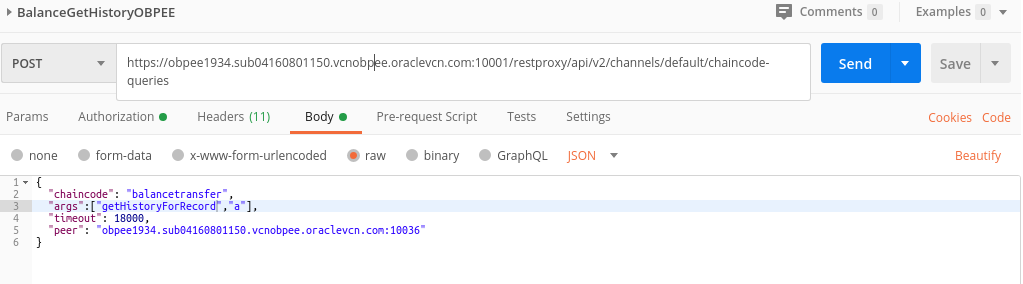 BalanceGetHistoryOBPEE Comments 0 Examples 0
POST https://obpee1934.sub04160801150.vcnobpee.oraclevcn.com:10001/restproxy/api/v2/channels/default/chaincode-
queries Send Save
Params Authorization Headers (11) Body Pre-request Script Tests Settings Cookies Code
none form-data x-www-form-urlencoded raw binary GraphQL JSON Beautify
1 {
2 "chaincode": "balancetransfer",
3 "args":["getHistoryForRecord","a"],
4 "timeout": 18000,
5 "peer": "obpee1934.sub04160801150.vcnobpee.oraclevcn.com:10036"
6 }